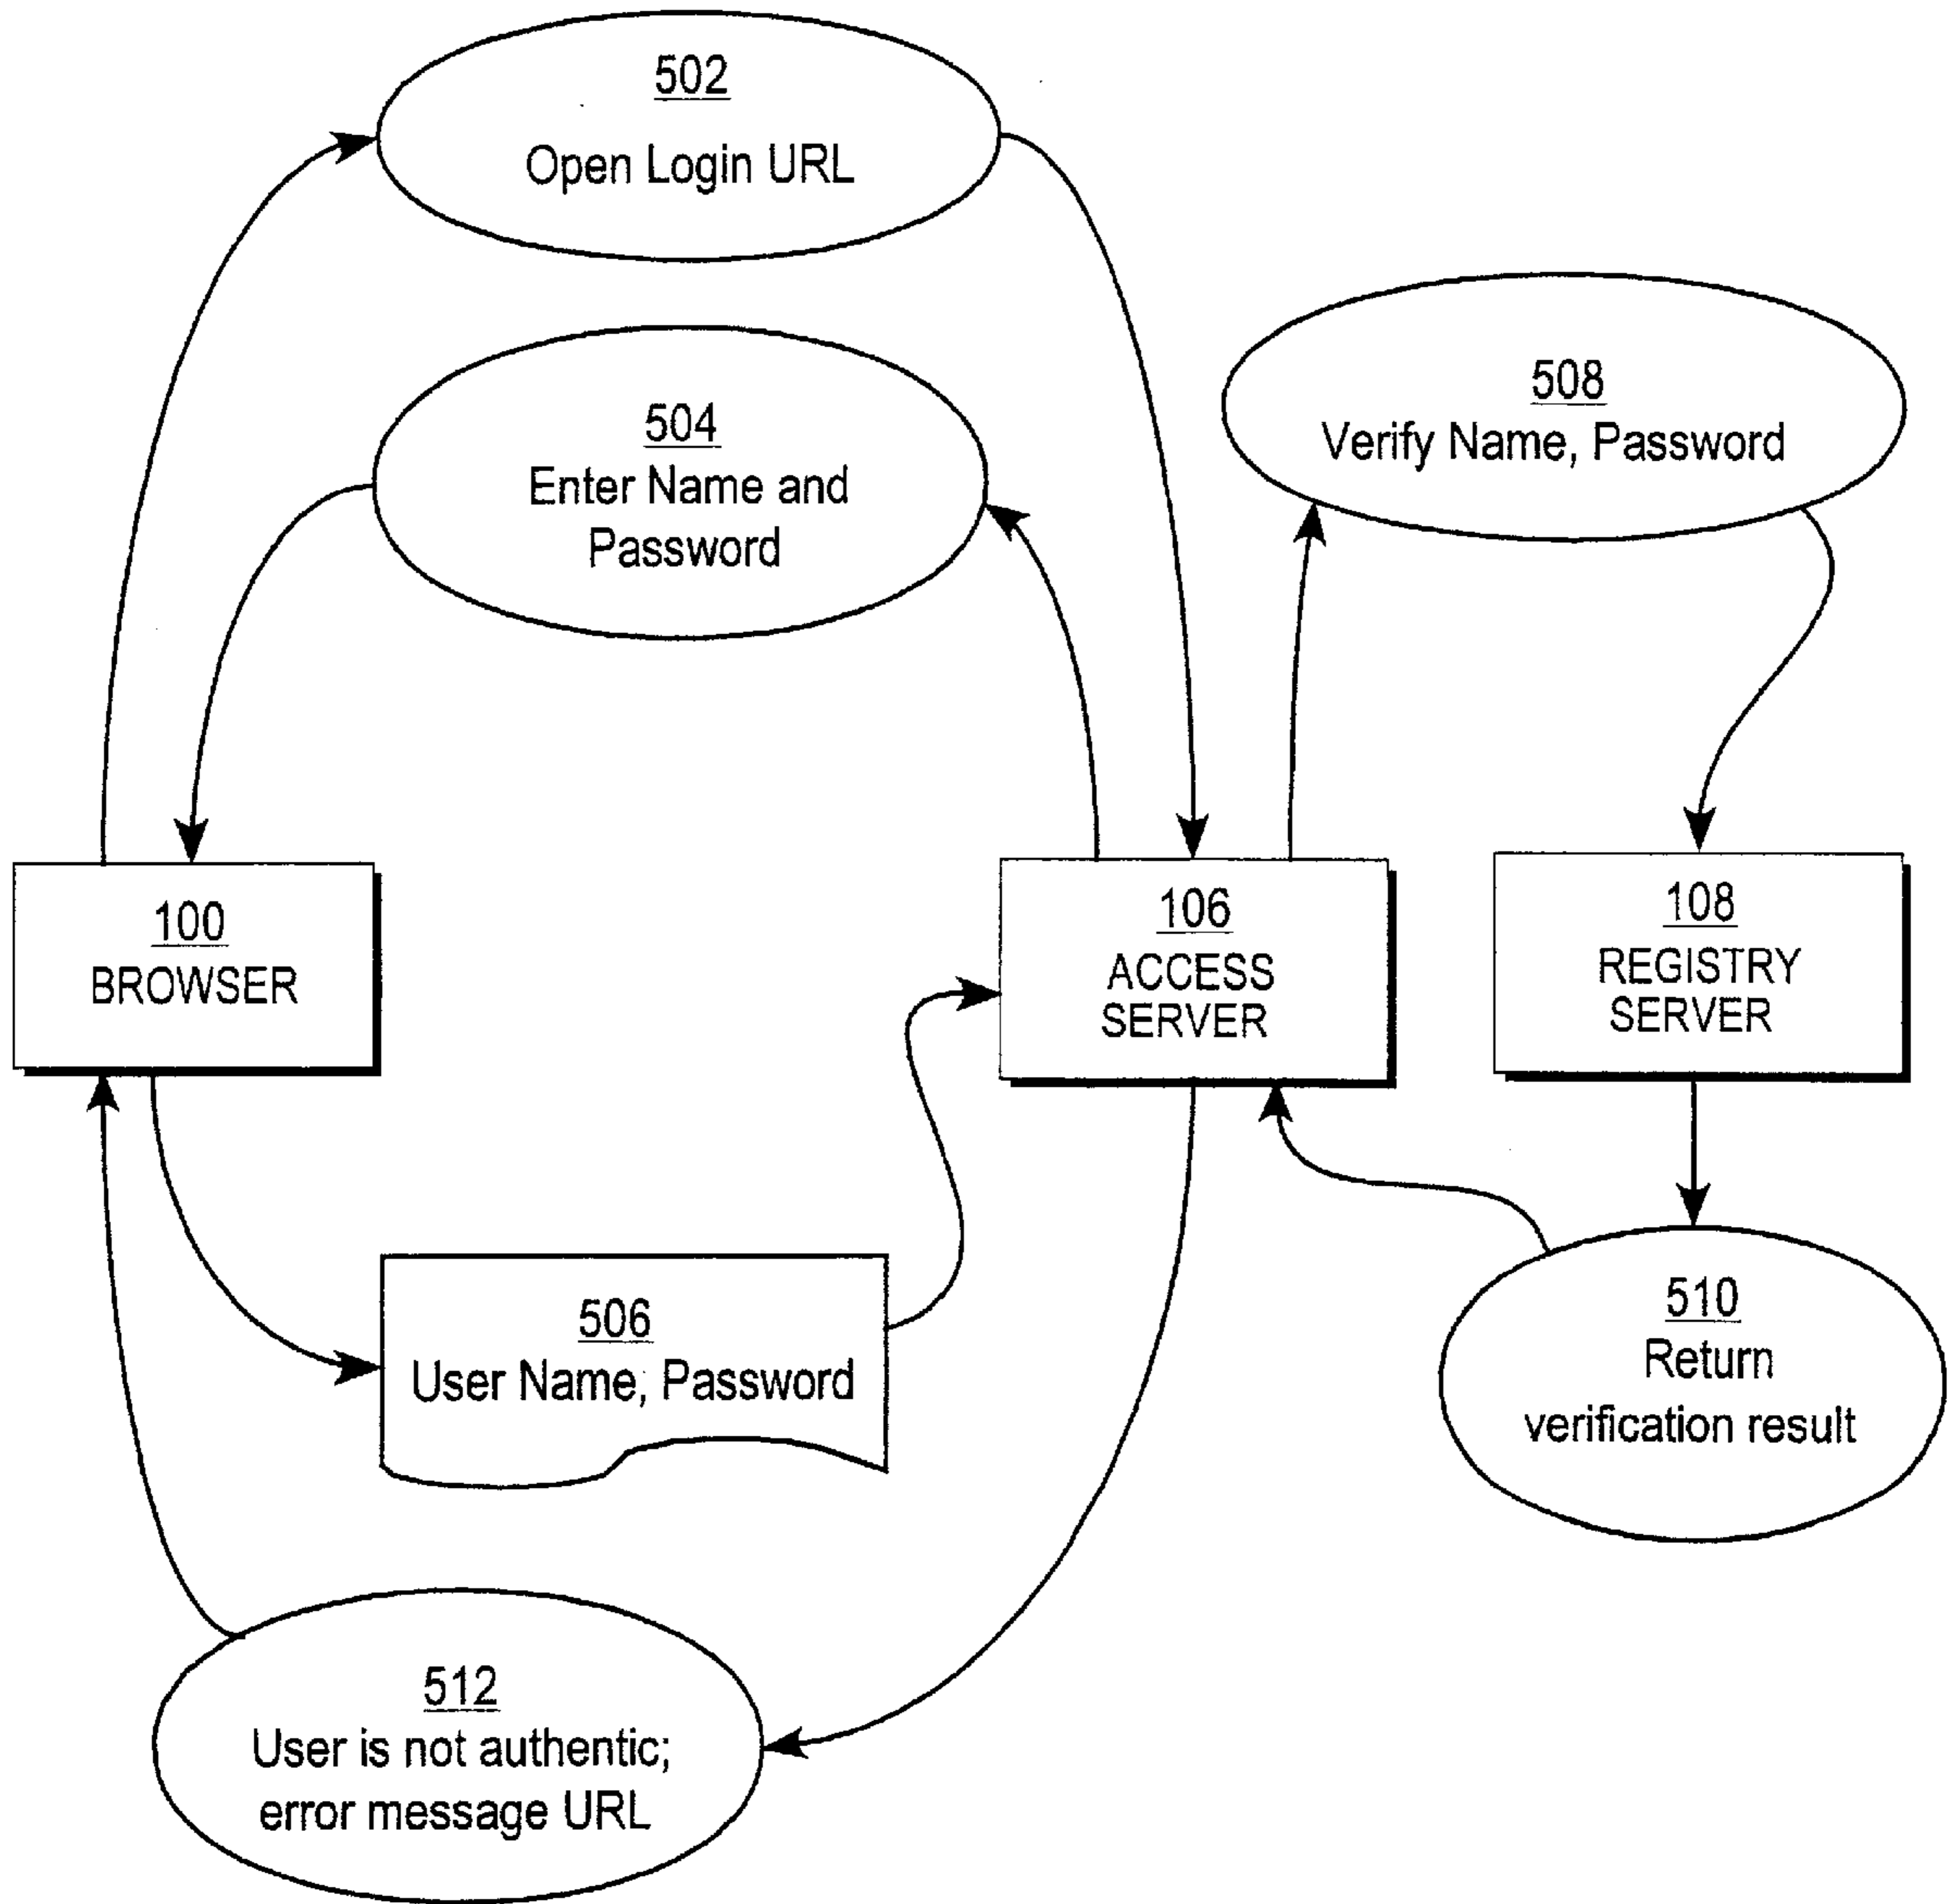 502
Open Login URL
504
Enter Name and
Password
508
Verify Name, Password
100
BROWSER
106
ACCESS
SERVER
108
REGISTRY
SERVER
506
User Name, Password
510
Return
verification result
512
User is not authentic;
error message URL